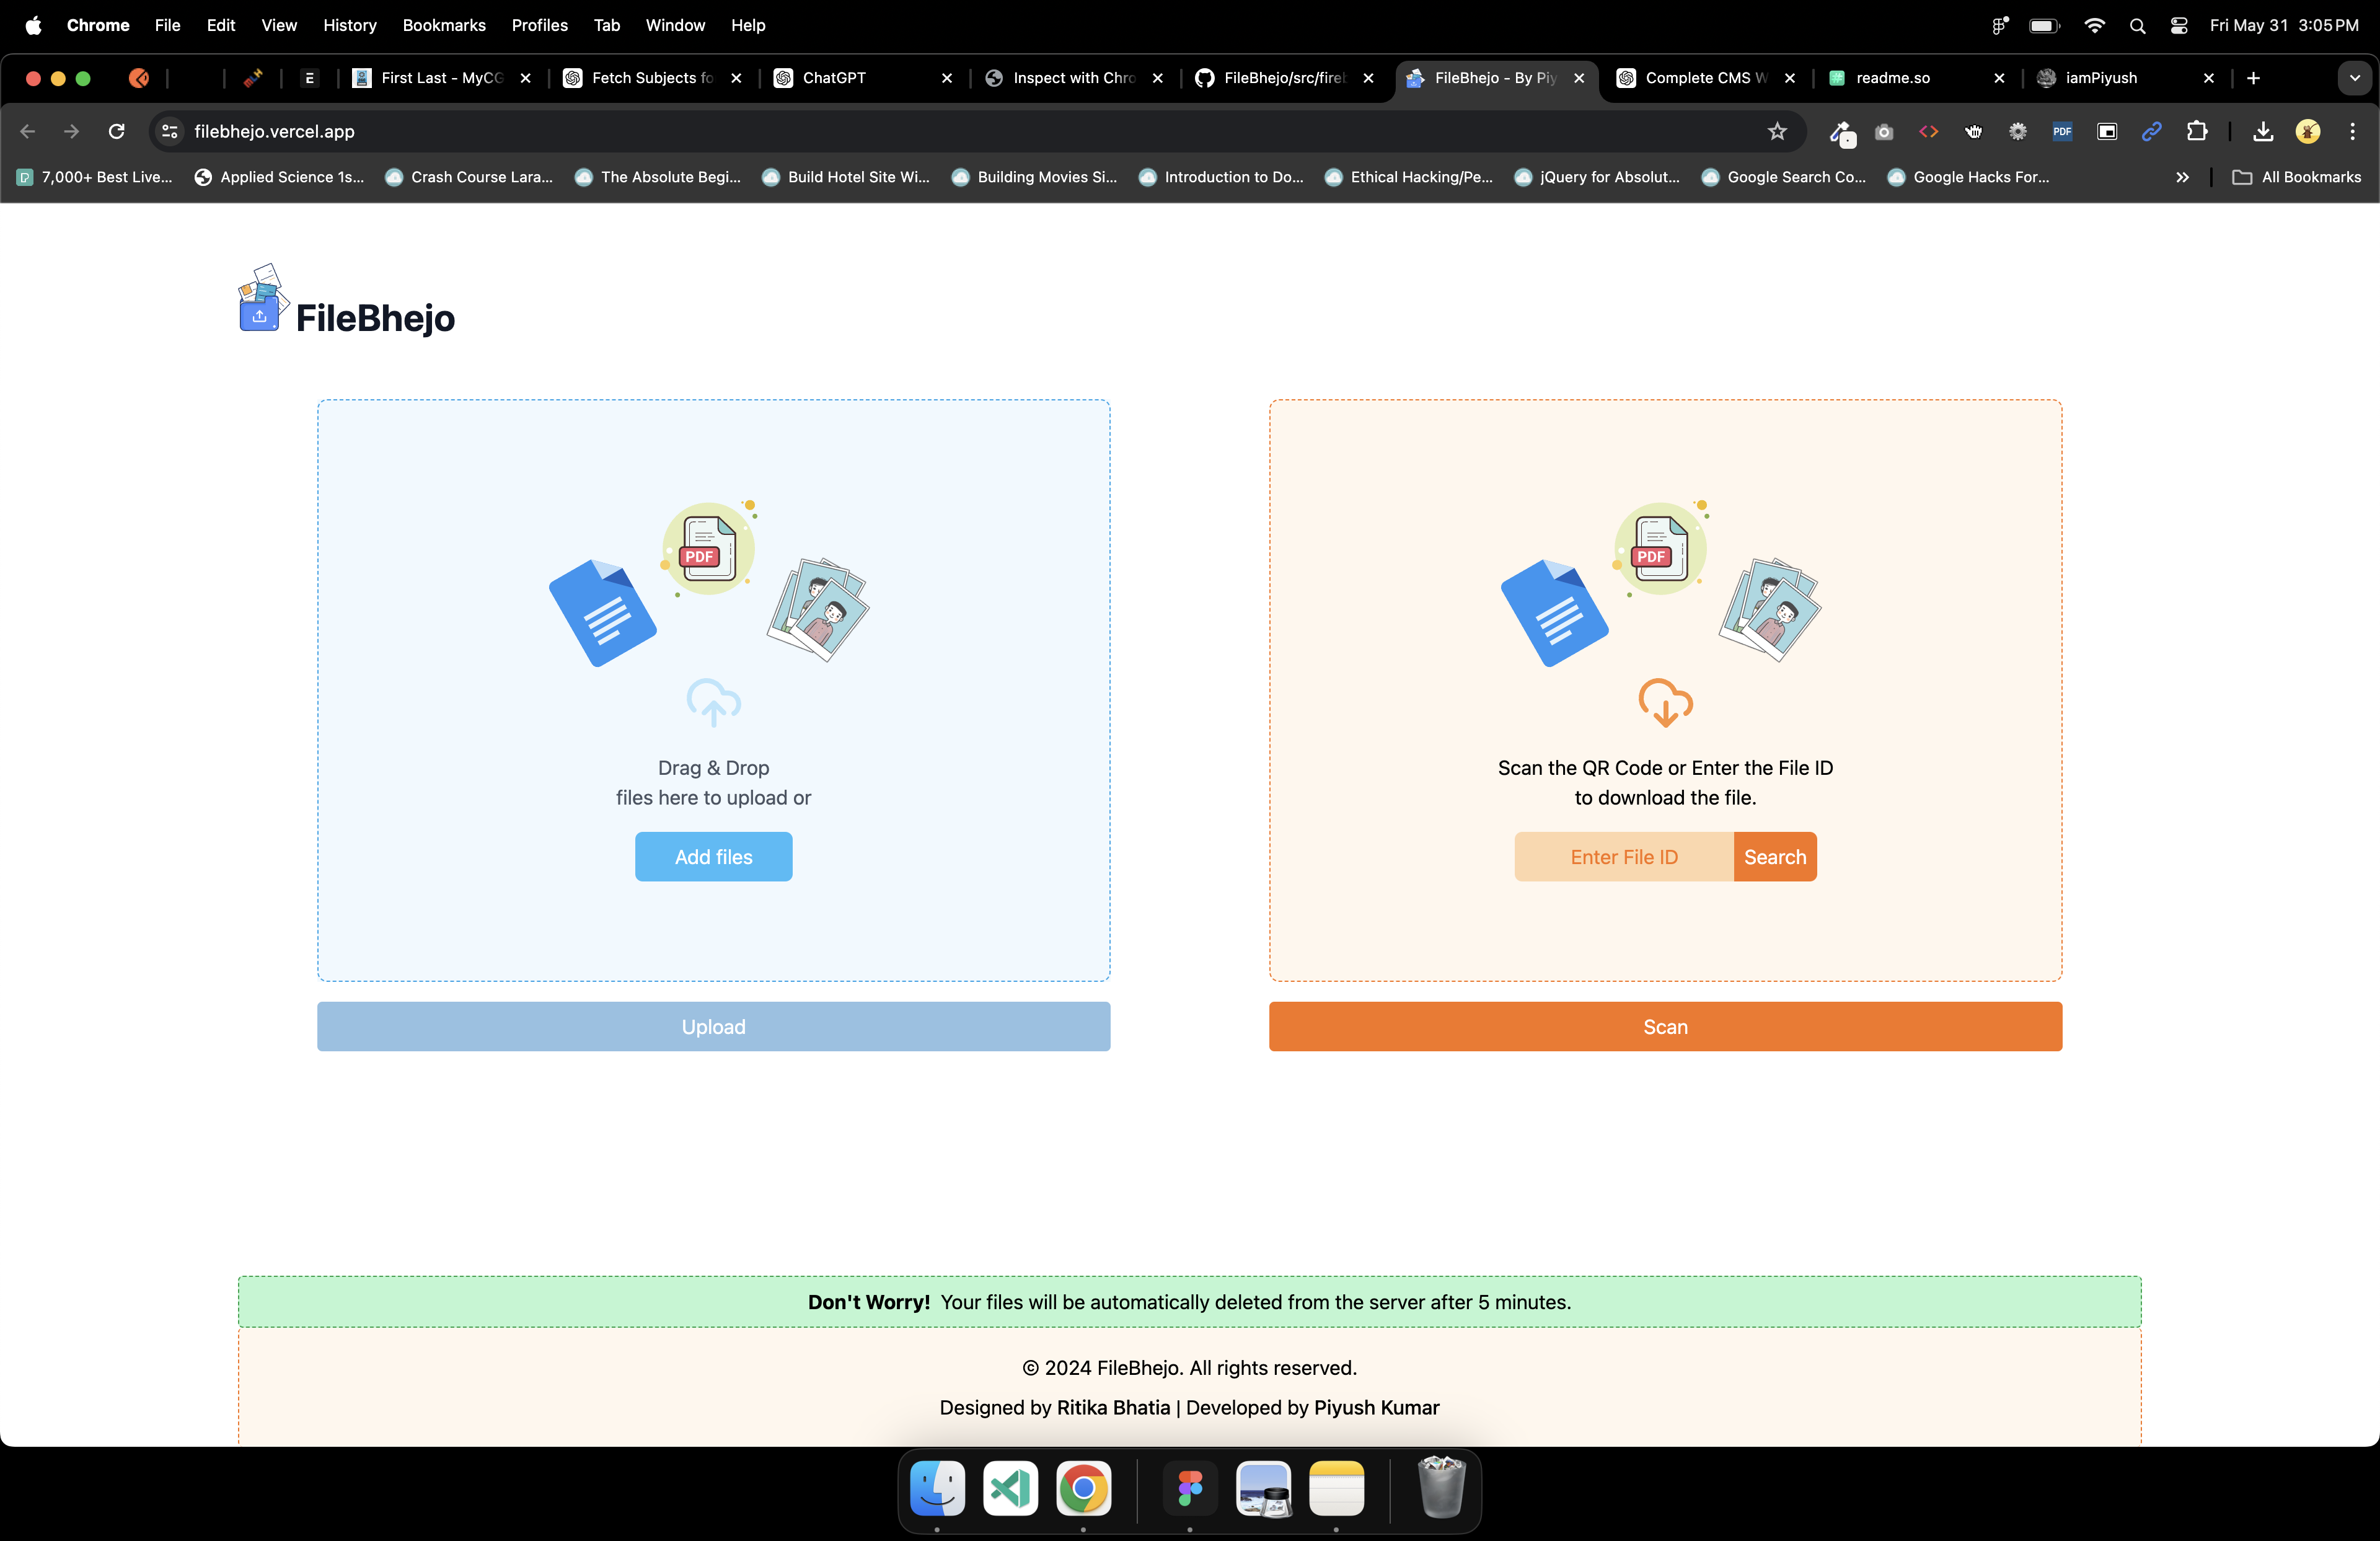 Chrome File Edit View History Bookmarks Profiles Tab Window Help Fri May 31 3:05 PM
E First Last - MyCG Fetch Subjects fo ChatGPT Inspect with Chro FileBhejo/src/fireb FileBhejo - By Piy Complete CMS W readme.so iamPiyush
filebhejo.vercel.app PDF
7,000+ Best Live... Applied Science 1s... Crash Course Lara... The Absolute Begi... Build Hotel Site Wi... Building Movies Si... Introduction to Do... Ethical Hacking/Pe... jQuery for Absolut... Google Search Co... Google Hacks For... All Bookmarks
FileBhejo
PDF
Drag & Drop
files here to upload or
Add files
Upload
PDF
Scan the QR Code or Enter the File ID
to download the file.
Enter File ID Search
Scan
Don't Worry! Your files will be automatically deleted from the server after 5 minutes.
© 2024 FileBhejo. All rights reserved.
Designed by Ritika Bhatia | Developed by Piyush Kumar